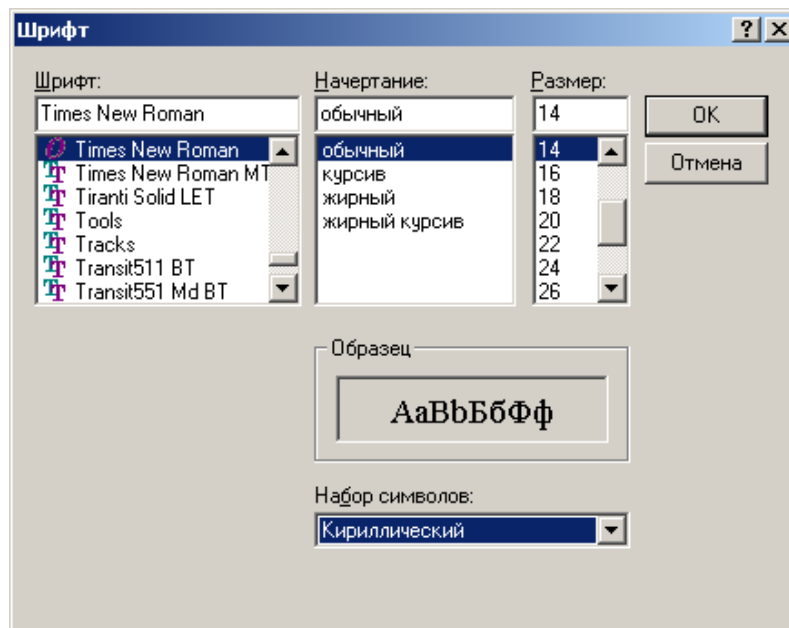 Шрифт
Шрифт: Начертание: Размер:
Times New Roman обычный 14 OK
Times New Roman обычный 14 Отмена
Times New Roman MT курсив 16
Tiranti Solid LET жирный 18
Tools жирный курсив 20
Tracks 22
Transit511 BT 24
Transit551 Md BT 26
Образец
АаВbБбФф
Набор символов:
Кириллический